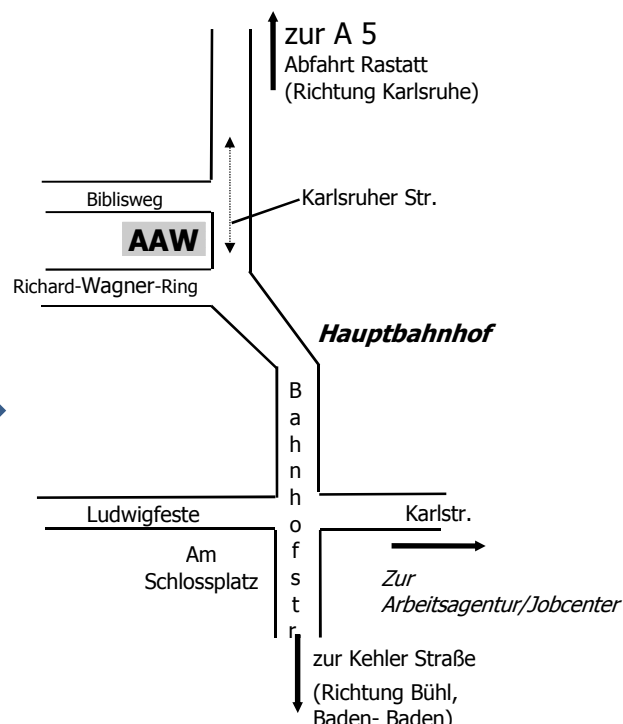 zur A 5
Abfahrt Rastatt
(Richtung Karlsruhe)
Biblisweg
Karlsruher Str.
AAW
Richard-Wagner-Ring
Hauptbahnhof
Bahnhofstr.
Ludwigfeste
Karlstr.
Am
Schlossplatz
Zur
Arbeitsagentur/Jobcenter
zur Kehler Straße
(Richtung Bühl,
Baden- Baden)